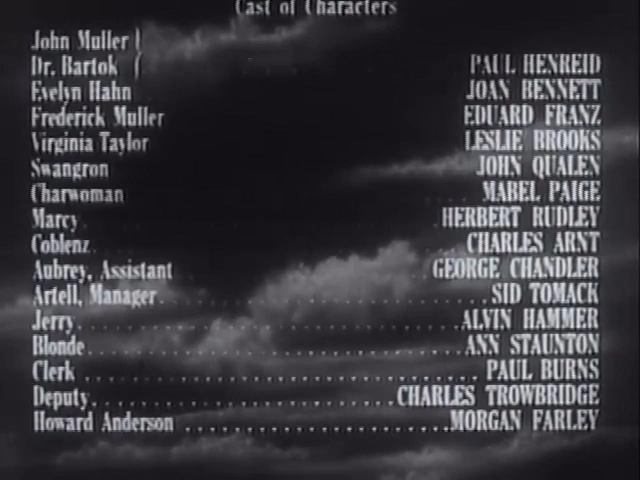 Cast of Characters
John Muller }
Dr. Bartok } PAUL HENREID
Evelyn Hahn JOAN BENNETT
Frederick Muller EDUARD FRANZ
Virginia Taylor LESLIE BROOKS
Swangron JOHN QUALEN
Charwoman MABEL PAIGE
Marcy HERBERT RUDLEY
Coblenz CHARLES ARNT
Aubrey, Assistant GEORGE CHANDLER
Artell, Manager SID TOMACK
Jerry ALVIN HAMMER
Blonde ANN STAUNTON
Clerk PAUL BURNS
Deputy CHARLES TROWBRIDGE
Howard Anderson MORGAN FARLEY